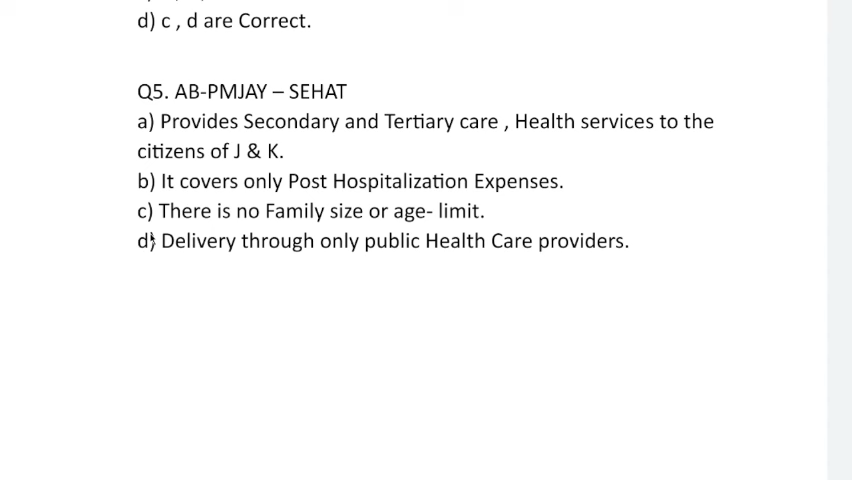 d) c , d are Correct.
Q5. AB-PMJAY – SEHAT
a) Provides Secondary and Tertiary care , Health services to the
citizens of J & K.
b) It covers only Post Hospitalization Expenses.
c) There is no Family size or age- limit.
d) Delivery through only public Health Care providers.